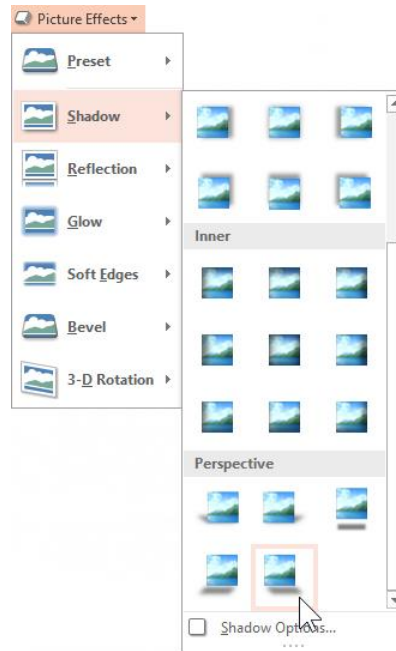 Picture Effects
Preset
Shadow
Reflection
Glow
Soft Edges
Bevel
3-D Rotation
Inner
Perspective
Shadow Options...